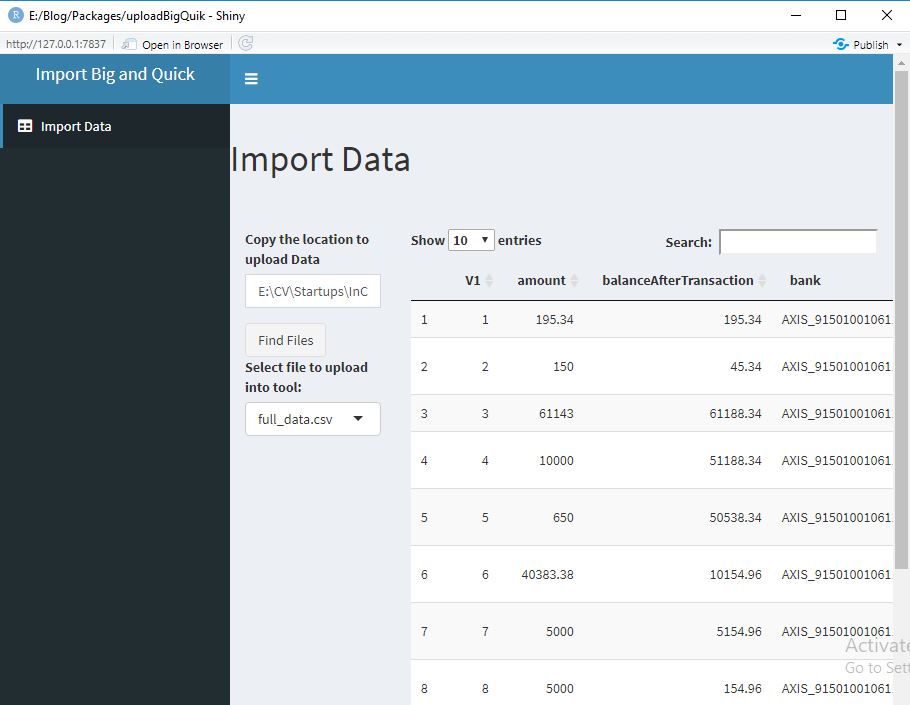 E:/Blog/Packages/uploadBigQuik - Shiny
http://127.0.0.1:7837 Open in Browser Publish
Import Big and Quick
Import Data
Import Data
Copy the location to
upload Data
E:\CV\Startups\InC
Find Files
Select file to upload
into tool:
full_data.csv
Show 10 entries Search:
V1 amount balanceAfterTransaction bank
1 1 195.34 195.34 AXIS_91501001061
2 2 150 45.34 AXIS_91501001061
3 3 61143 61188.34 AXIS_91501001061
4 4 10000 51188.34 AXIS_91501001061
5 5 650 50538.34 AXIS_91501001061
6 6 40383.38 10154.96 AXIS_91501001061
7 7 5000 5154.96 AXIS_91501001061
8 8 5000 154.96 AXIS_91501001061
Activate
Go to Sett